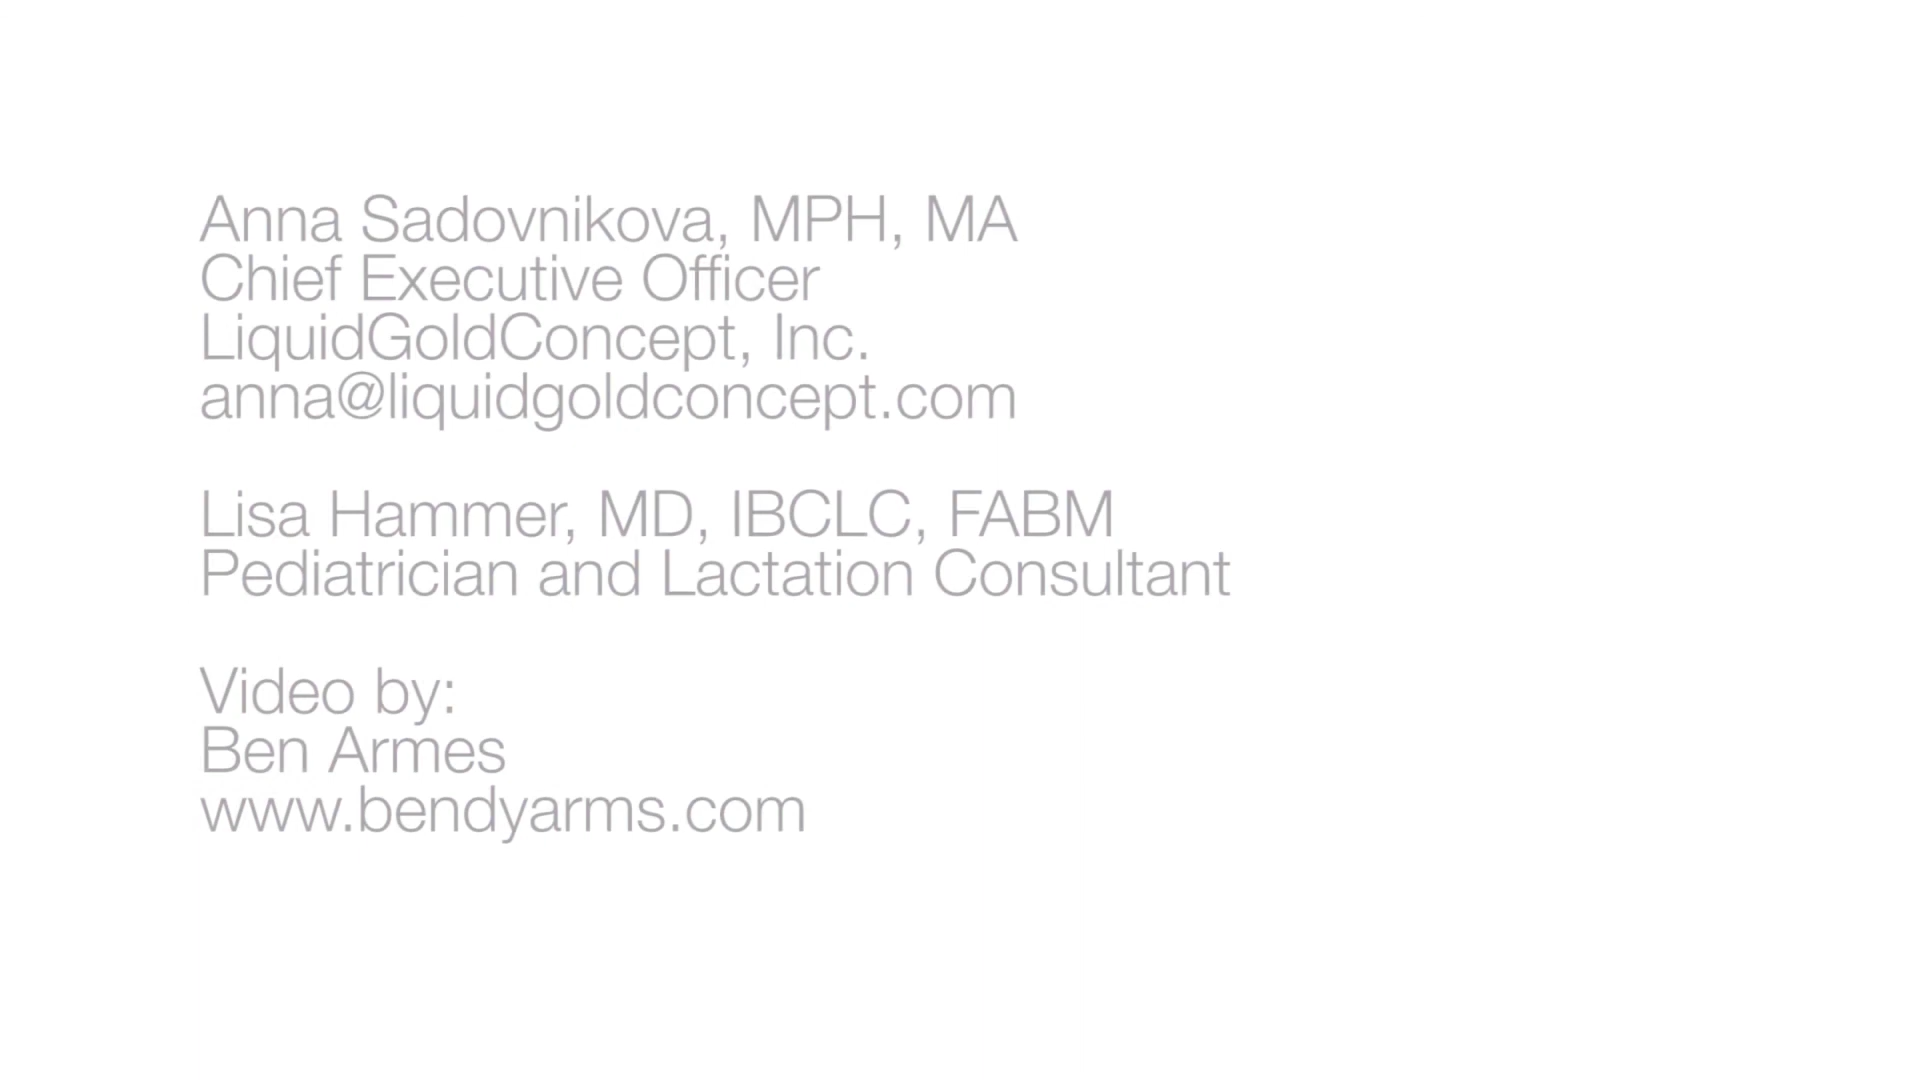 Anna Sadovnikova, MPH, MA
Chief Executive Officer
LiquidGoldConcept, Inc.
anna@liquidgoldconcept.com
Lisa Hammer, MD, IBCLC, FABM
Pediatrician and Lactation Consultant
Video by:
Ben Armes
www.bendyarms.com